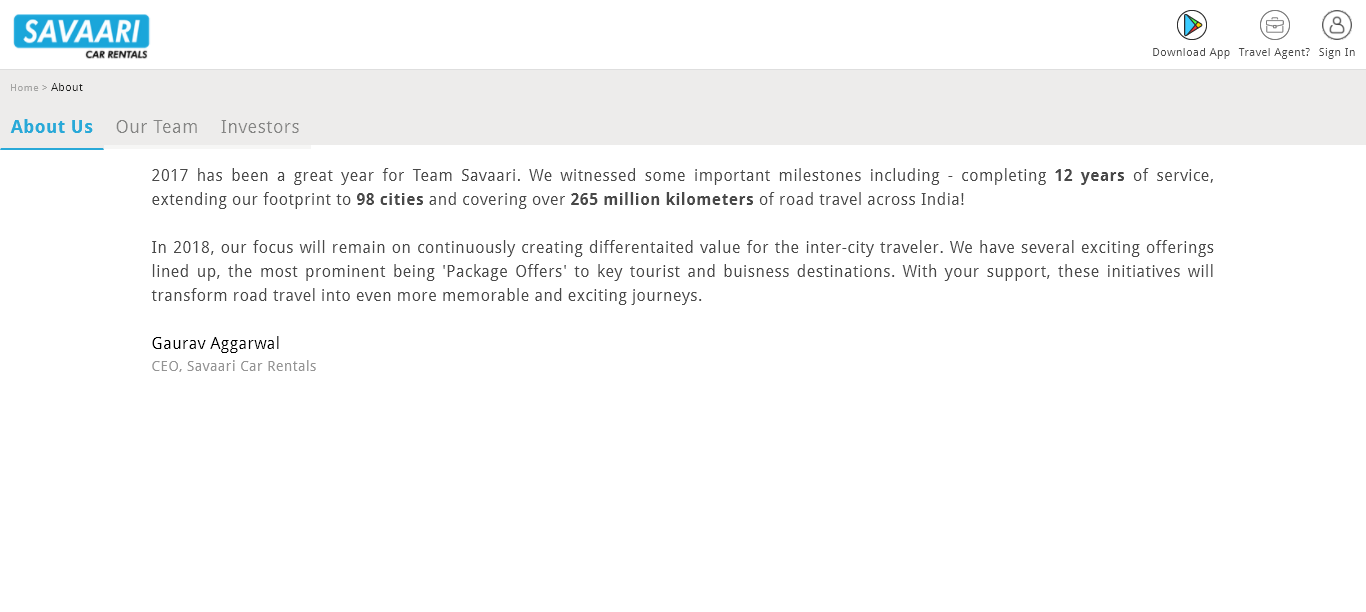 SAVAARI
CAR RENTALS
Download App
Travel Agent?
Sign In
Home > About
About Us
Our Team
Investors
2017 has been a great year for Team Savaari. We witnessed some important milestones including - completing 12 years of service,
extending our footprint to 98 cities and covering over 265 million kilometers of road travel across India!
In 2018, our focus will remain on continuously creating differentaited value for the inter-city traveler. We have several exciting offerings
lined up, the most prominent being 'Package Offers' to key tourist and buisness destinations. With your support, these initiatives will
transform road travel into even more memorable and exciting journeys.
Gaurav Aggarwal
CEO, Savaari Car Rentals